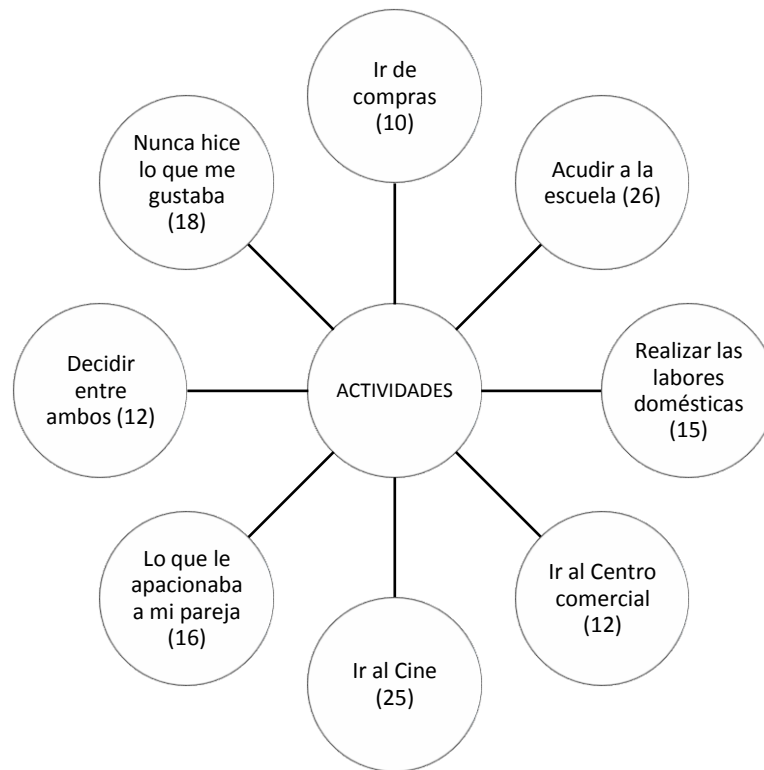 Ir de
compras
(10)
Acudir a la
escuela (26)
Realizar las
labores
domésticas
(15)
Ir al Centro
comercial
(12)
Ir al Cine
(25)
Lo que le
apacionaba
a mi pareja
(16)
Decidir
entre
ambos (12)
Nunca hice
lo que me
gustaba
(18)
ACTIVIDADES